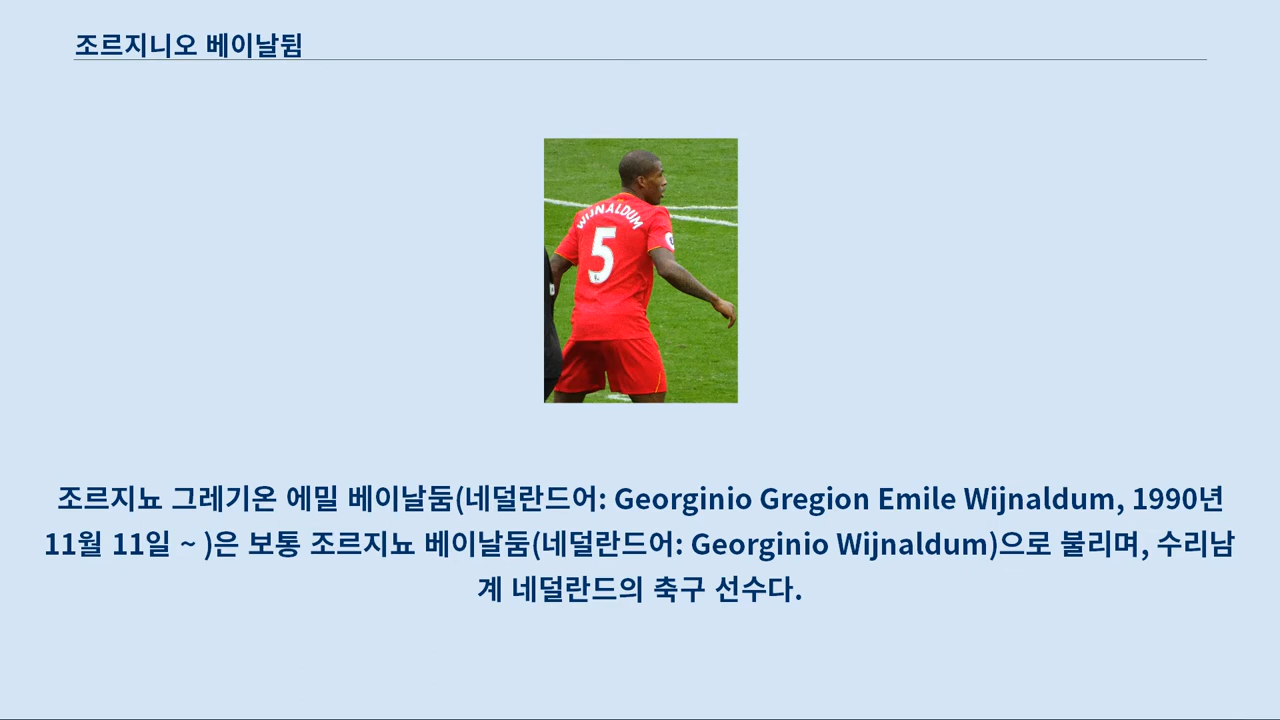 조르지니오 베이날뒴
WIJNALDUM
5
조르지뇨 그레기온 에밀 베이날둠(네덜란드어: Georginio Gregion Emile Wijnaldum, 1990년
11월 11일 ~ )은 보통 조르지뇨 베이날둠(네덜란드어: Georginio Wijnaldum)으로 불리며, 수리남
계 네덜란드의 축구 선수다.